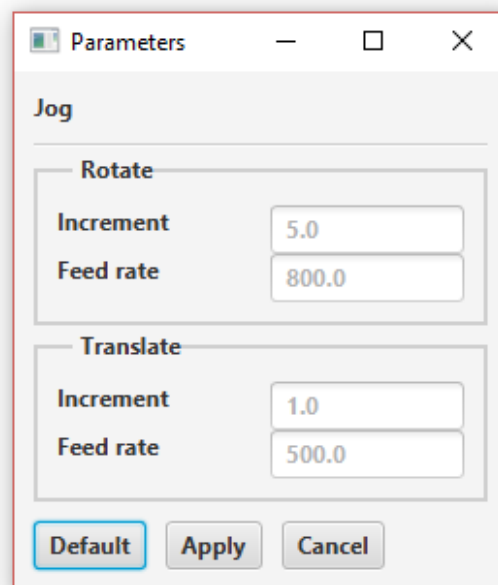 Parameters
Jog
Rotate
Increment 5.0
Feed rate 800.0
Translate
Increment 1.0
Feed rate 500.0
Default Apply Cancel